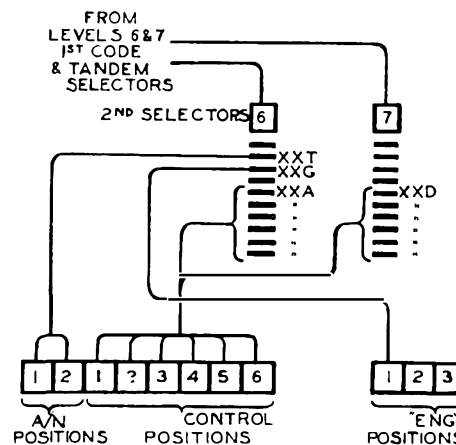 FROM
LEVELS 6&7
1ST CODE
& TANDEM
SELECTORS
2ND SELECTORS
6
7
XXT
XXG
XXA
XXD
"
"
"
"
"
"
"
"
"
"
1 2 1 ? 3 4 5 6
1 2 3
A/N
POSITIONS
CONTROL
POSITIONS
"ENG
POSITIONS